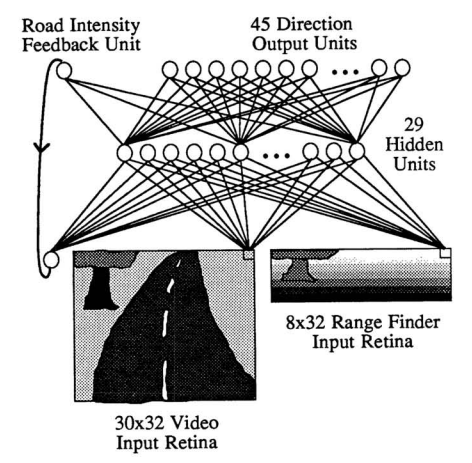 Road Intensity
Feedback Unit
45 Direction
Output Units
29
Hidden
Units
8x32 Range Finder
Input Retina
30x32 Video
Input Retina